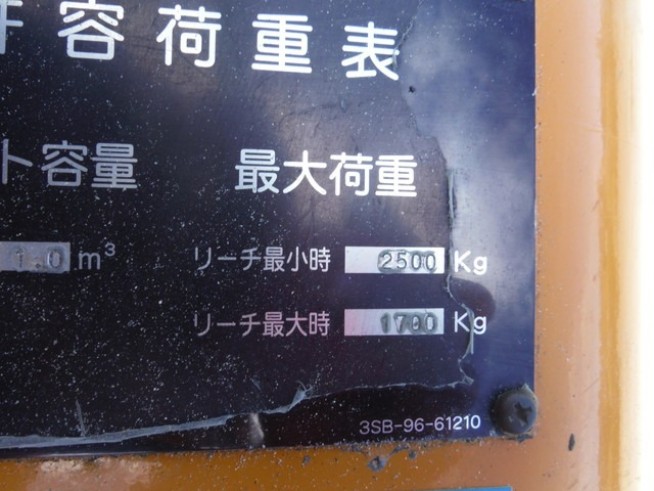 容荷重表
ト容量 最大荷重
1.0 m³ リーチ最小時 2500 Kg
リーチ最大時 1700 Kg
3SB-96-61210